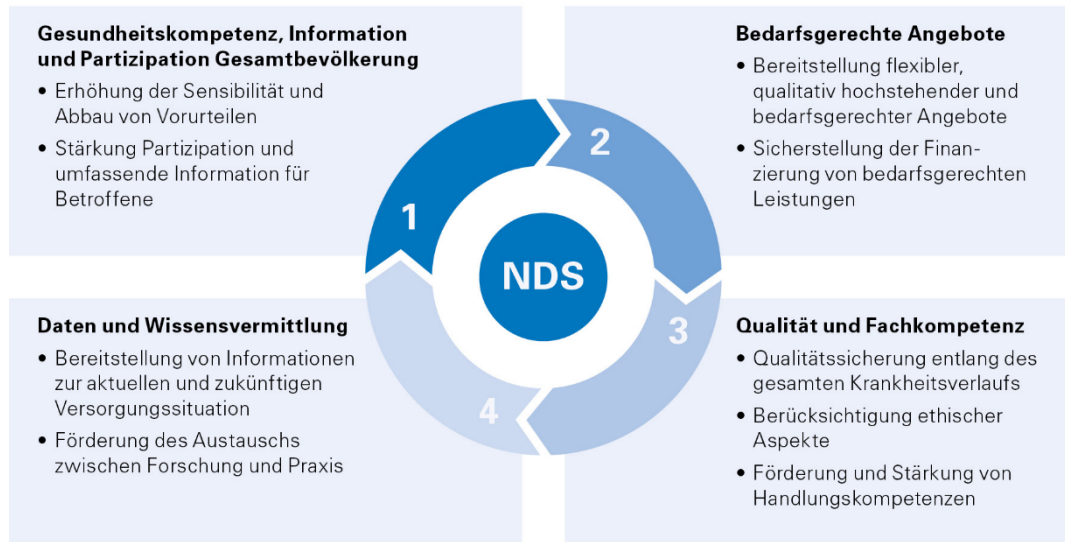 Gesundheitskompetenz, Information
und Partizipation Gesamtbevölkerung
• Erhöhung der Sensibilität und
Abbau von Vorurteilen
• Stärkung Partizipation und
umfassende Information für
Betroffene
1
Bedarfsgerechte Angebote
• Bereitstellung flexibler,
qualitativ hochstehender und
bedarfsgerechter Angebote
• Sicherstellung der Finan-
zierung von bedarfsgerechten
Leistungen
2
NDS
Qualität und Fachkompetenz
• Qualitätssicherung entlang des
gesamten Krankheitsverlaufs
• Berücksichtigung ethischer
Aspekte
• Förderung und Stärkung von
Handlungskompetenzen
3
Daten und Wissensvermittlung
• Bereitstellung von Informationen
zur aktuellen und zukünftigen
Versorgungssituation
• Förderung des Austauschs
zwischen Forschung und Praxis
4